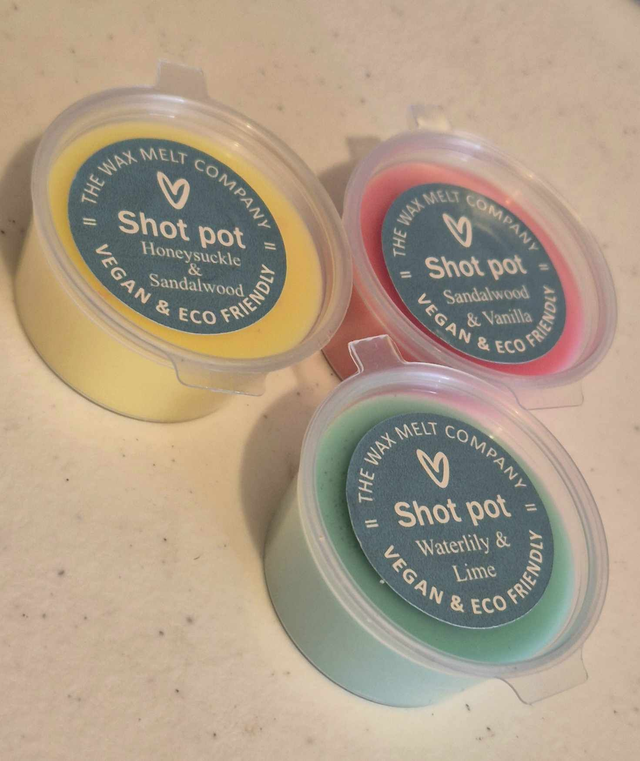 THE WAX MELT COMPANY
Shot pot
Honeysuckle
&
Sandalwood
VEGAN & ECO FRIENDLY
THE WAX MELT COMPANY
Shot pot
Sandalwood
& Vanilla
VEGAN & ECO FRIENDLY
THE WAX MELT COMPANY
Shot pot
Waterlily &
Lime
VEGAN & ECO FRIENDLY